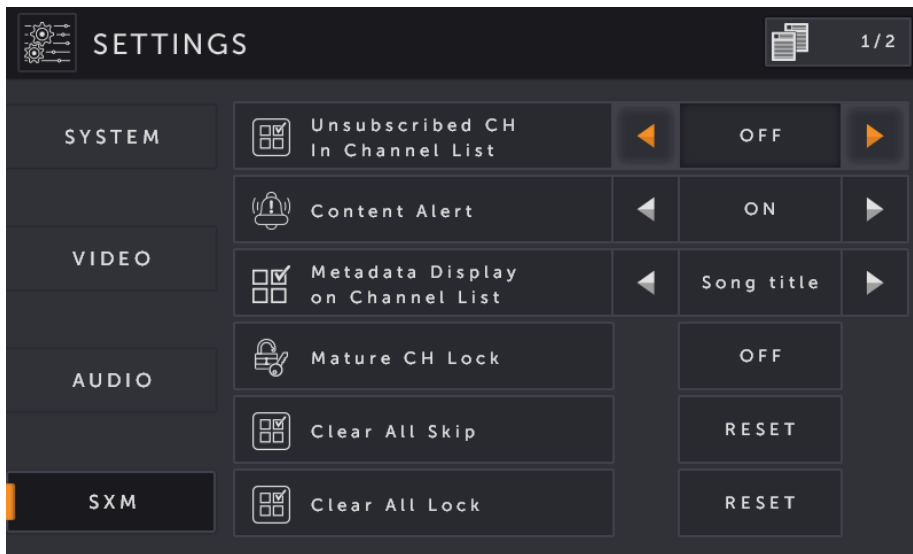 SETTINGS
1/2
SYSTEM
VIDEO
AUDIO
SXM
Unsubscribed CH
In Channel List
OFF
Content Alert
ON
Metadata Display
on Channel List
Song title
Mature CH Lock
OFF
Clear All Skip
RESET
Clear All Lock
RESET